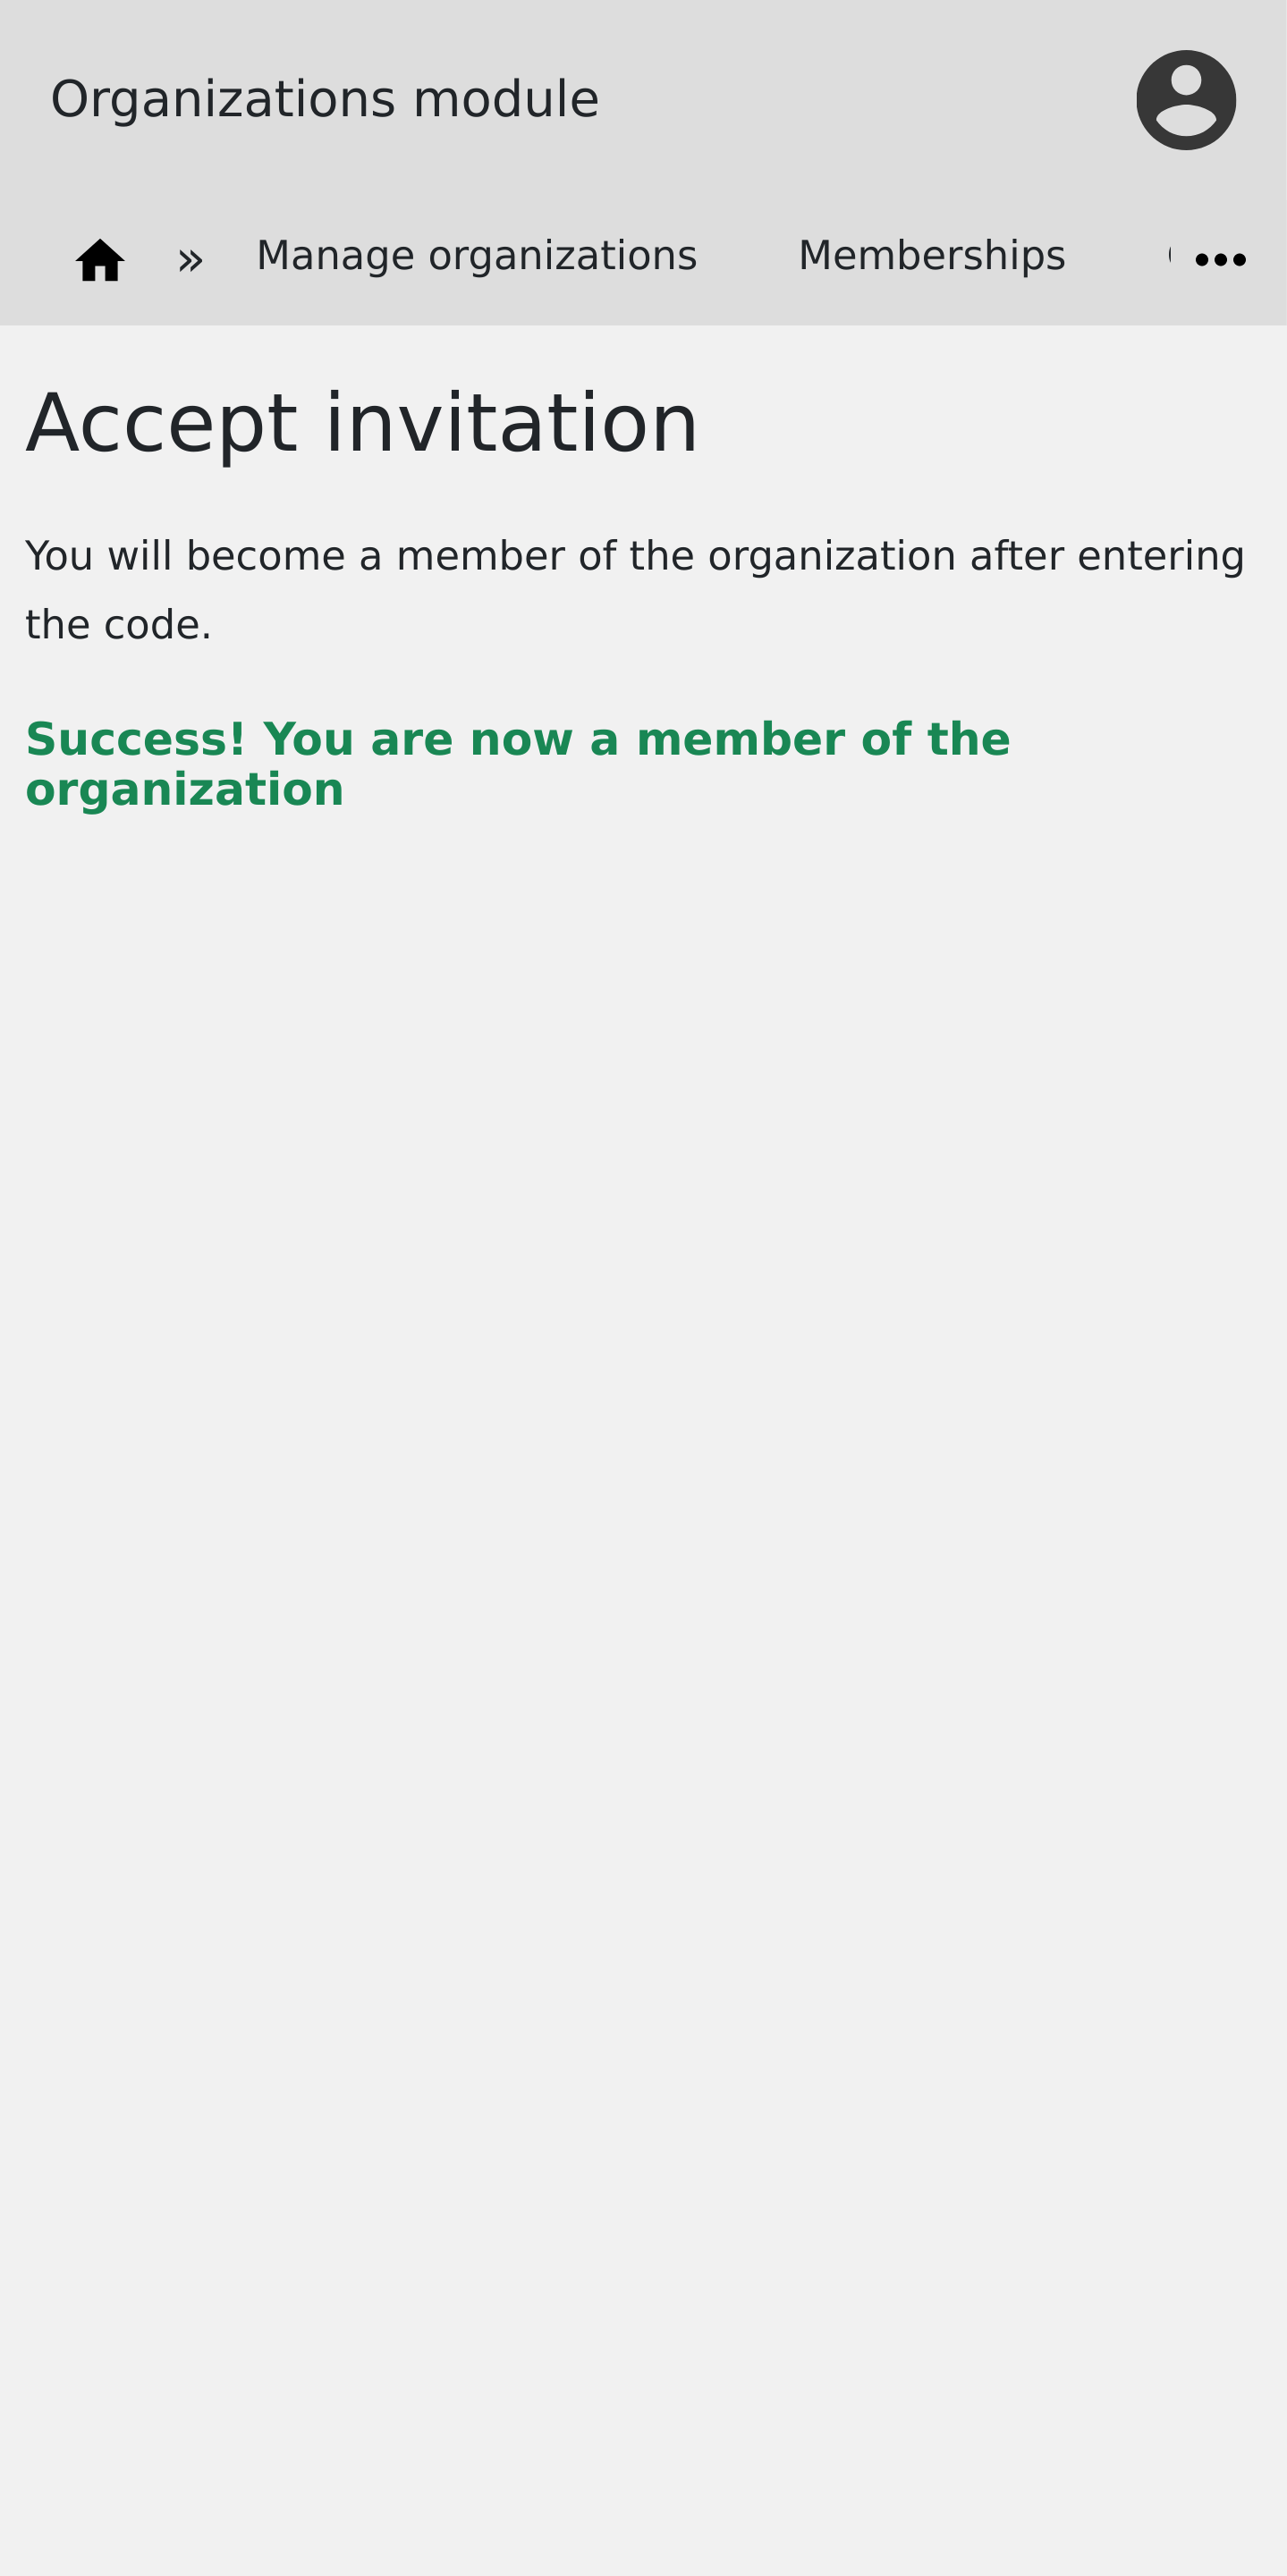 Organizations module
» Manage organizations Memberships
Accept invitation
You will become a member of the organization after entering
the code.
Success! You are now a member of the
organization